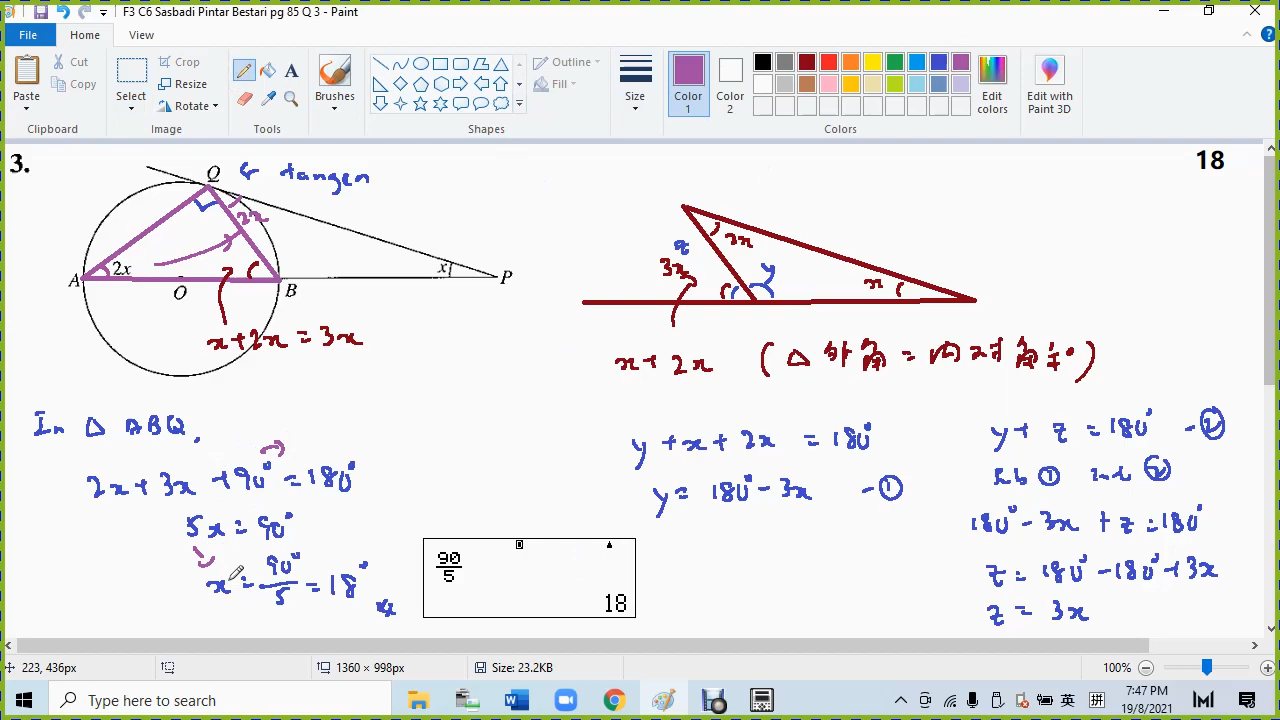 F3 C6 Sasbadi Pintar Bestari pg 85 Q 3 - Paint
File Home View
Paste Cut Copy Clipboard
Select Crop Resize Rotate Image
Tools
Brushes
Shapes Outline Fill
Size
Color 1 Color 2 Edit colors Colors
Edit with Paint 3D
3.
18
Q ← tangen
2x
A 2x O B x P
x+2x = 3x
2x
z
3x
y
x
x + 2x (△ 外角 = 内对角和)
In △ ABQ,
2x + 3x + 90° = 180°
5x = 90°
x = 90°/5 = 18°
90/5
18
y + x + 2x = 180°
y = 180° - 3x - ①
y + z = 180° - ②
Sub ① into ②
180° - 3x + z = 180°
z = 180° - 180° + 3x
z = 3x
223, 436px 1360 × 998px Size: 23.2KB 100%
Type here to search
英 拼
7:47 PM
19/8/2021